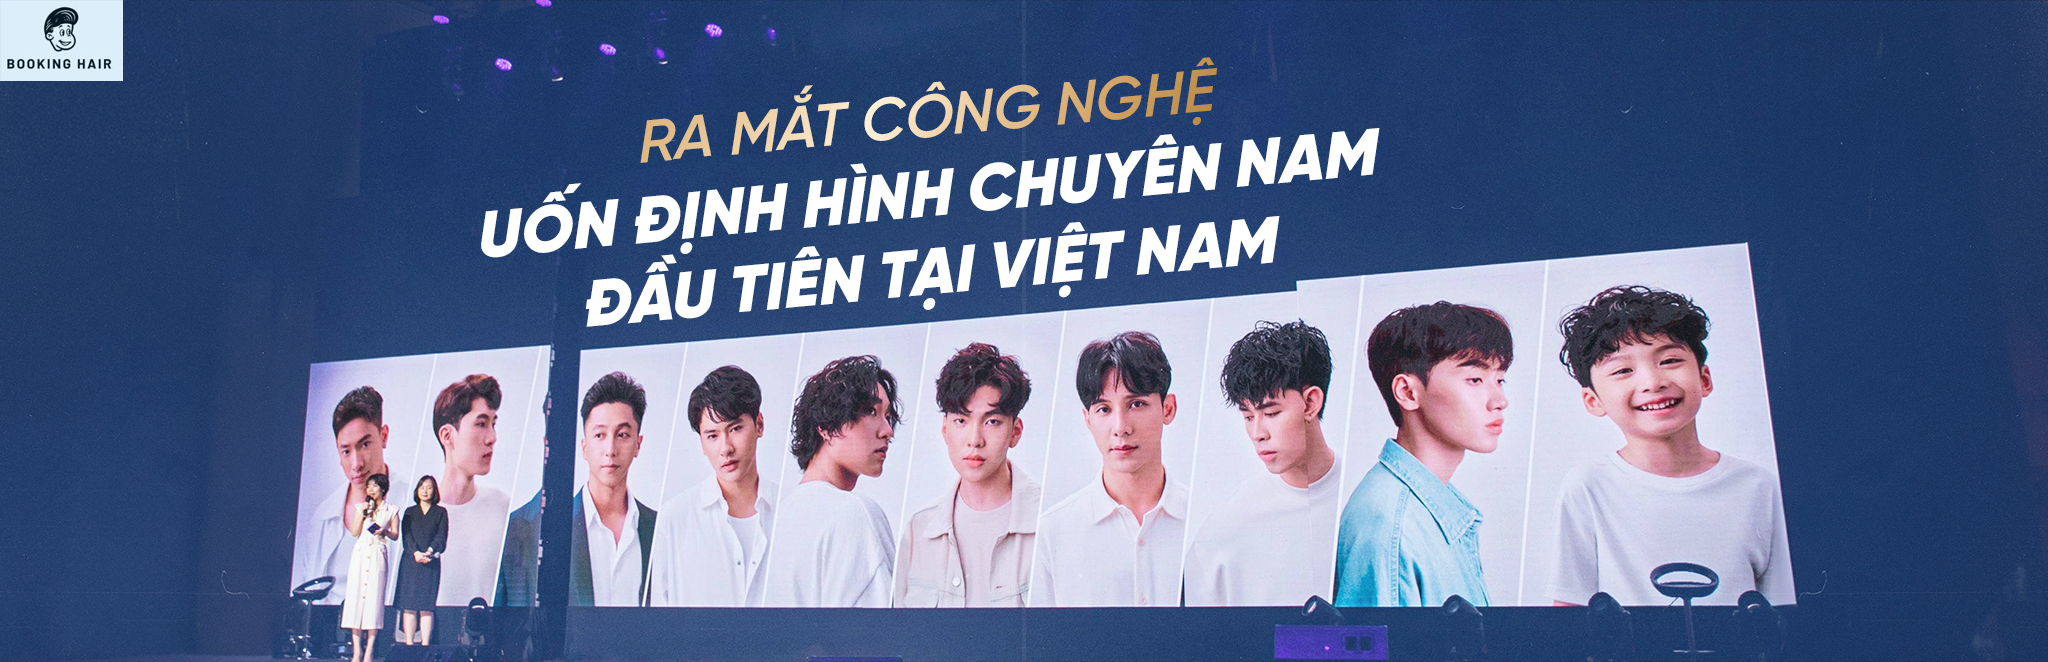 BOOKING HAIR
RA MẮT CÔNG NGHỆ
UỐN ĐỊNH HÌNH CHUYÊN NAM
ĐẦU TIÊN TẠI VIỆT NAM